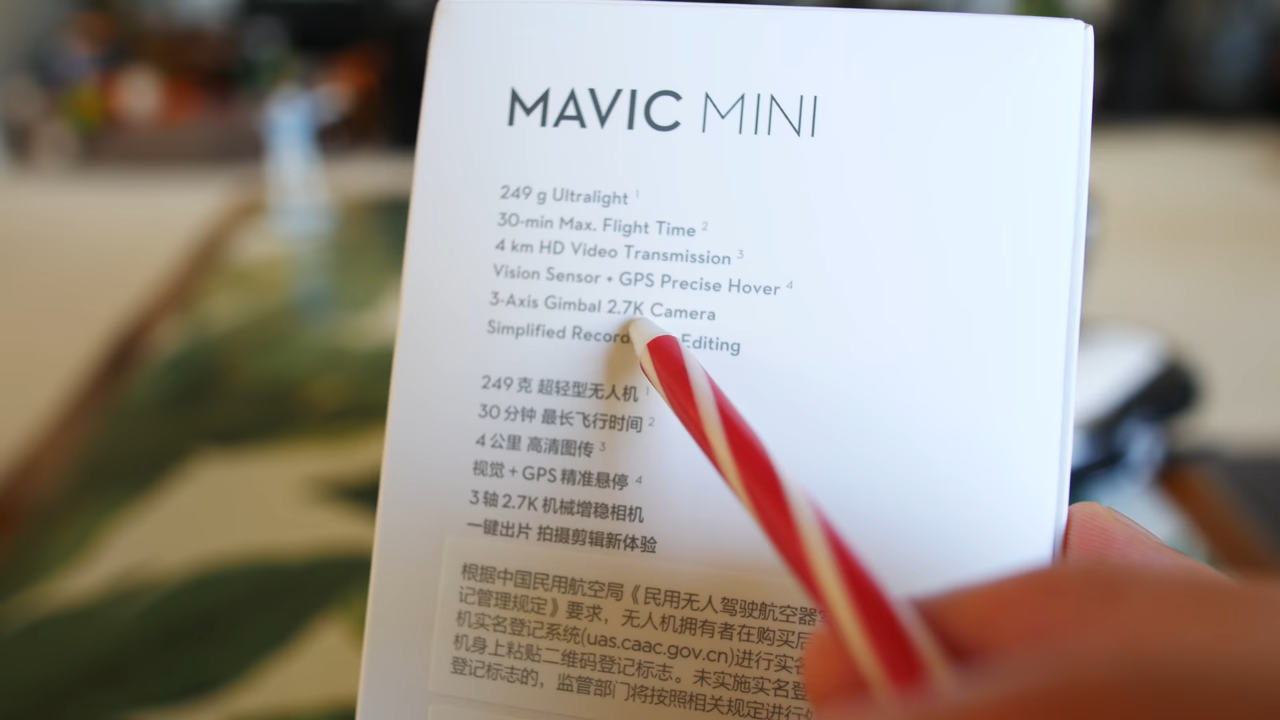 MAVIC MINI
249 g Ultralight 1
30-min Max. Flight Time 2
4 km HD Video Transmission 3
Vision Sensor + GPS Precise Hover 4
3-Axis Gimbal 2.7K Camera
Simplified Record Editing
249 克 超轻型无人机 1
30 分钟 最长飞行时间 2
4 公里 高清图传 3
视觉 + GPS 精准悬停 4
3 轴 2.7K 机械增稳相机
一键出片 拍摄剪辑新体验
根据中国民用航空局《民用无人驾驶航空器
记管理规定》要求，无人机拥有者在购买后
机实名登记系统(uas.caac.gov.cn)进行实名
机身上粘贴二维码登记标志。未实施实名登
登记标志的，监管部门将按照相关规定进行